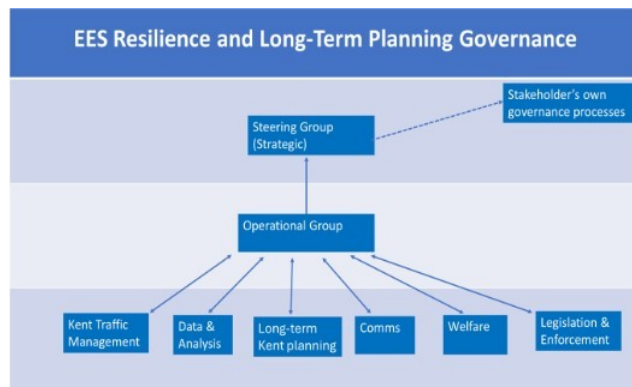 EES Resilience and Long-Term Planning Governance
Stakeholder's own
governance processes
Steering Group
(Strategic)
Operational Group
Kent Traffic
Management
Data &
Analysis
Long-term
Kent planning
Comms
Welfare
Legislation &
Enforcement